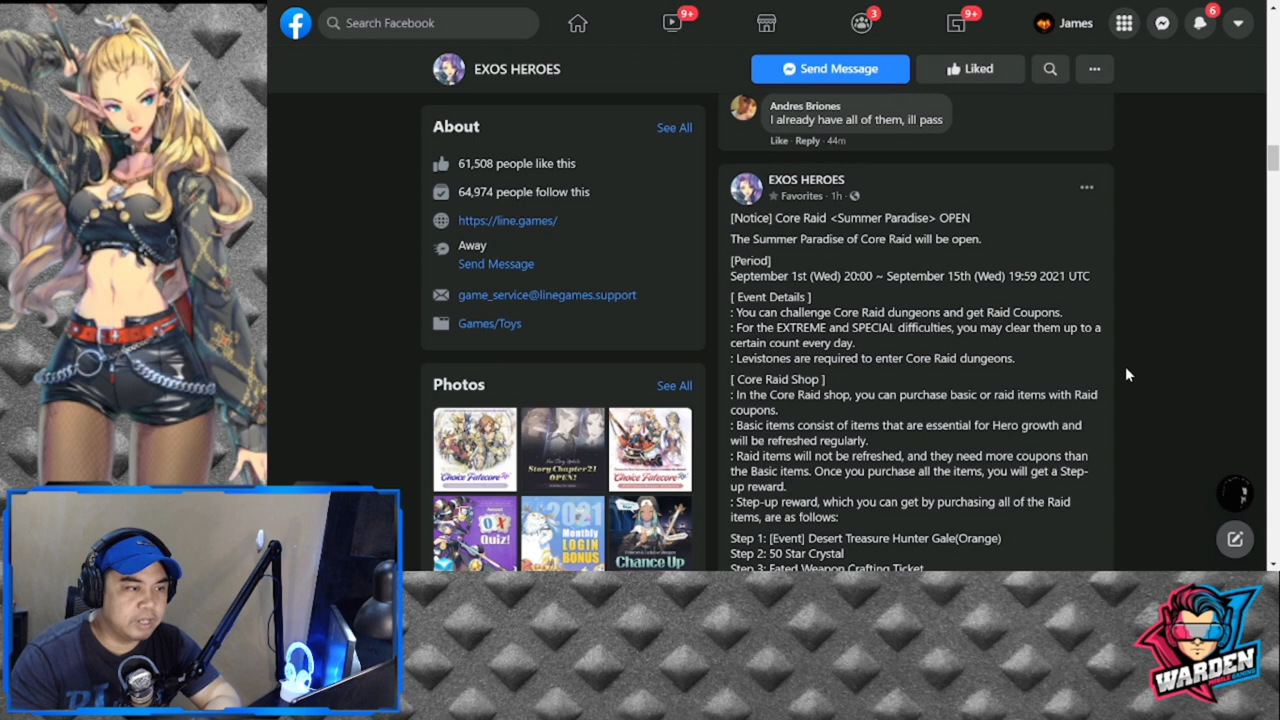 Search Facebook
9+
3
9+
James
6
EXOS HEROES
Send Message
Liked
Andres Briones
I already have all of them, ill pass
Like · Reply · 44m
About
See All
61,508 people like this
64,974 people follow this
https://line.games/
Away
Send Message
game_service@linegames.support
Games/Toys
Photos
See All
Choice Fatecore
Story Chapter21
OPEN!
Choice Fatecore
OX
Quiz!
2021
Monthly
LOGIN
BONUS
Chance Up
EXOS HEROES
Favorites · 1h ·
[Notice] Core Raid <Summer Paradise> OPEN
The Summer Paradise of Core Raid will be open.
[Period]
September 1st (Wed) 20:00 ~ September 15th (Wed) 19:59 2021 UTC
[ Event Details ]
: You can challenge Core Raid dungeons and get Raid Coupons.
: For the EXTREME and SPECIAL difficulties, you may clear them up to a
certain count every day.
: Levistones are required to enter Core Raid dungeons.
[ Core Raid Shop ]
: In the Core Raid shop, you can purchase basic or raid items with Raid
coupons.
: Basic items consist of items that are essential for Hero growth and
will be refreshed regularly.
: Raid items will not be refreshed, and they need more coupons than
the Basic items. Once you purchase all the items, you will get a Step-
up reward.
: Step-up reward, which you can get by purchasing all of the Raid
items, are as follows:
Step 1: [Event] Desert Treasure Hunter Gale(Orange)
Step 2: 50 Star Crystal
Step 3: Fated Weapon Crafting Ticket
WARDEN
MOBILE GAMING